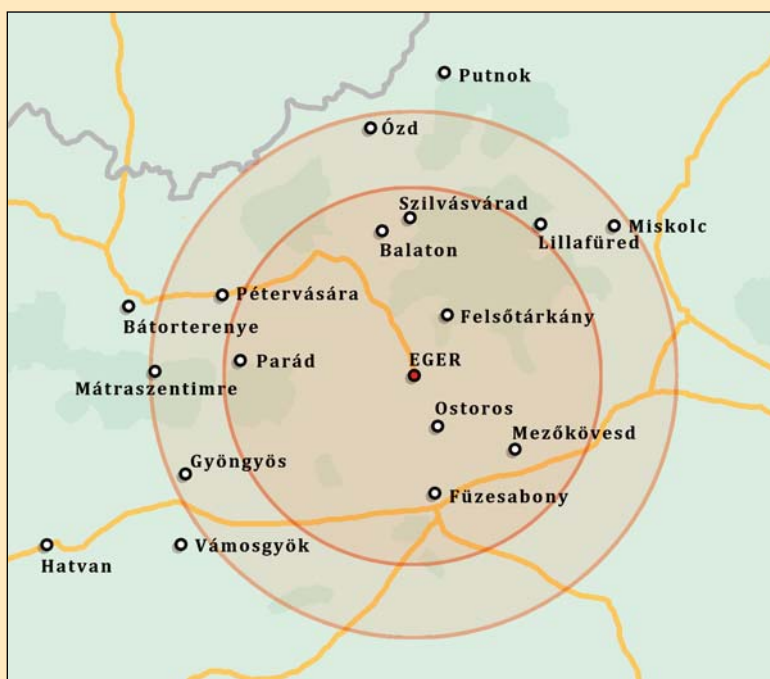 Putnok
Ózd
Szilvásvárad
Balaton
Lillafüred
Miskolc
Pétervására
Bátorterenye
Felsőtárkány
Parád
EGER
Mátraszentimre
Ostoros
Mezőkövesd
Gyöngyös
Füzesabony
Hatvan
Vámosgyök